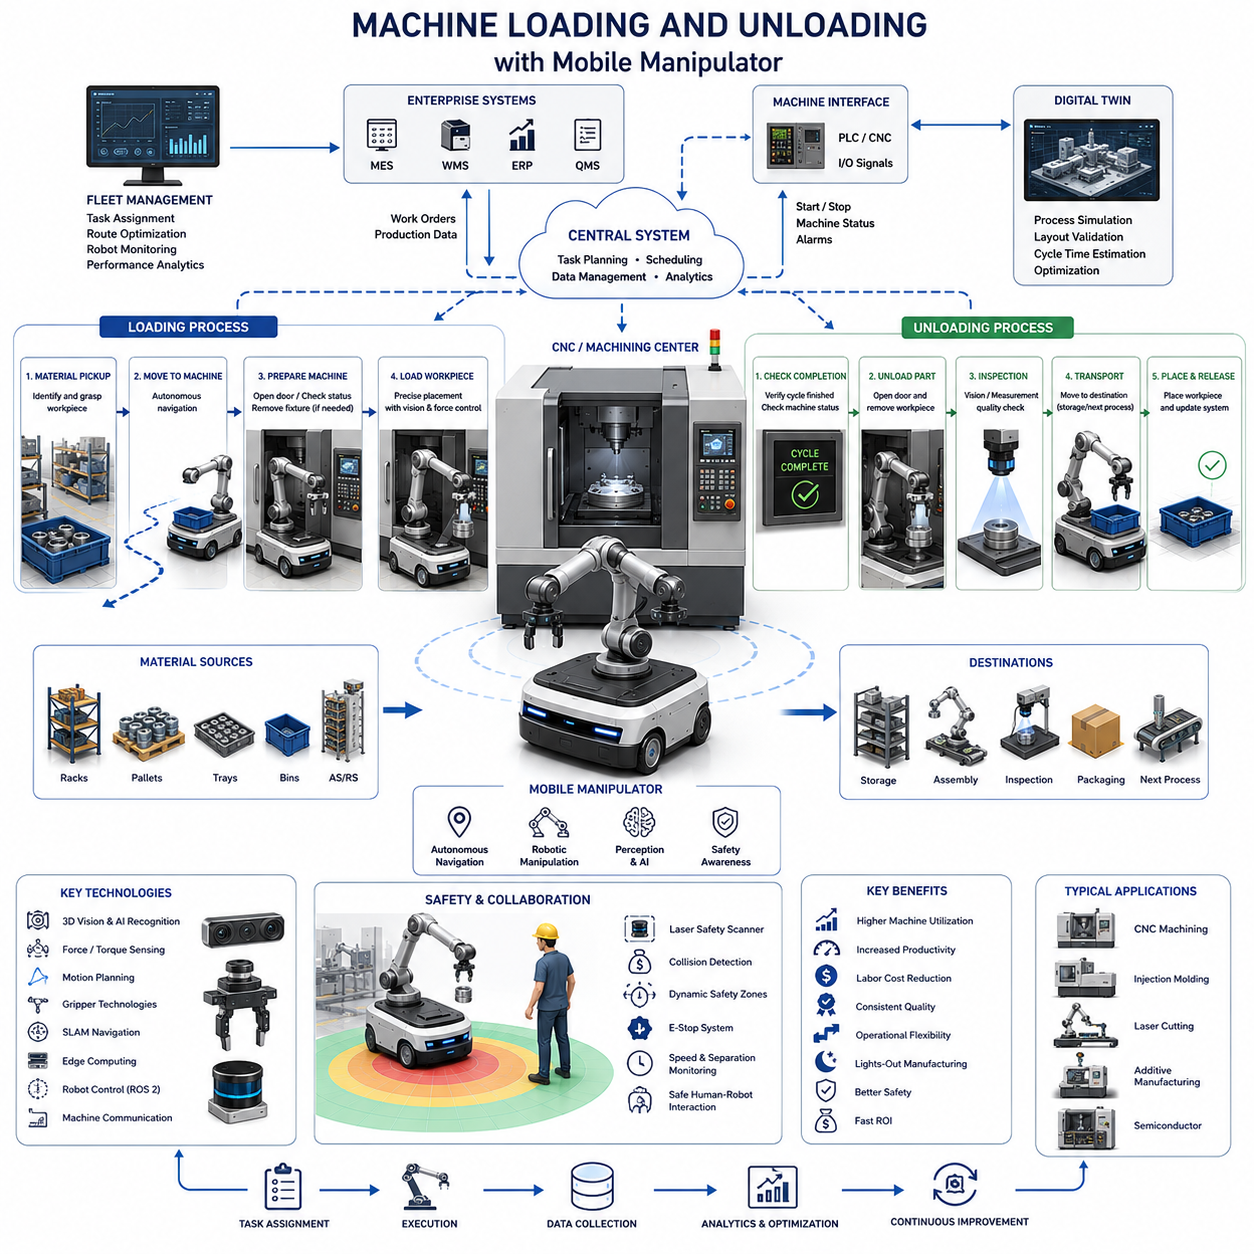 MACHINE LOADING AND UNLOADING
with Mobile Manipulator
FLEET MANAGEMENT
Task Assignment
Route Optimization
Robot Monitoring
Performance Analytics
ENTERPRISE SYSTEMS
MES
WMS
ERP
QMS
Work Orders
Production Data
MACHINE INTERFACE
PLC / CNC
I/O Signals
Start / Stop
Machine Status
Alarms
DIGITAL TWIN
Process Simulation
Layout Validation
Cycle Time Estimation
Optimization
CENTRAL SYSTEM
Task Planning • Scheduling
Data Management • Analytics
LOADING PROCESS
1. MATERIAL PICKUP
Identify and grasp
workpiece
2. MOVE TO MACHINE
Autonomous
navigation
3. PREPARE MACHINE
Open door / Check status
Remove fixture (if needed)
4. LOAD WORKPIECE
Precise placement
with vision & force control
CNC / MACHINING CENTER
UNLOADING PROCESS
1. CHECK COMPLETION
Verify cycle finished
Check machine status
CYCLE
COMPLETE
2. UNLOAD PART
Open door and
remove workpiece
3. INSPECTION
Vision / Measurement
quality check
4. TRANSPORT
Move to destination
(storage/next process)
5. PLACE & RELEASE
Place workpiece
and update system
MATERIAL SOURCES
Racks
Pallets
Trays
Bins
AS/RS
DESTINATIONS
Storage
Assembly
Inspection
Packaging
Next Process
MOBILE MANIPULATOR
Autonomous
Navigation
Robotic
Manipulation
Perception
& AI
Safety
Awareness
KEY TECHNOLOGIES
3D Vision & AI Recognition
Force / Torque Sensing
Motion Planning
Gripper Technologies
SLAM Navigation
Edge Computing
Robot Control (ROS 2)
Machine Communication
SAFETY & COLLABORATION
Laser Safety Scanner
Collision Detection
Dynamic Safety Zones
E-Stop System
Speed & Separation
Monitoring
Safe Human-Robot
Interaction
KEY BENEFITS
Higher Machine Utilization
Increased Productivity
Labor Cost Reduction
Consistent Quality
Operational Flexibility
Lights-Out Manufacturing
Better Safety
Fast ROI
TYPICAL APPLICATIONS
CNC Machining
Injection Molding
Laser Cutting
Additive
Manufacturing
Semiconductor
TASK ASSIGNMENT
EXECUTION
DATA COLLECTION
ANALYTICS & OPTIMIZATION
CONTINUOUS IMPROVEMENT